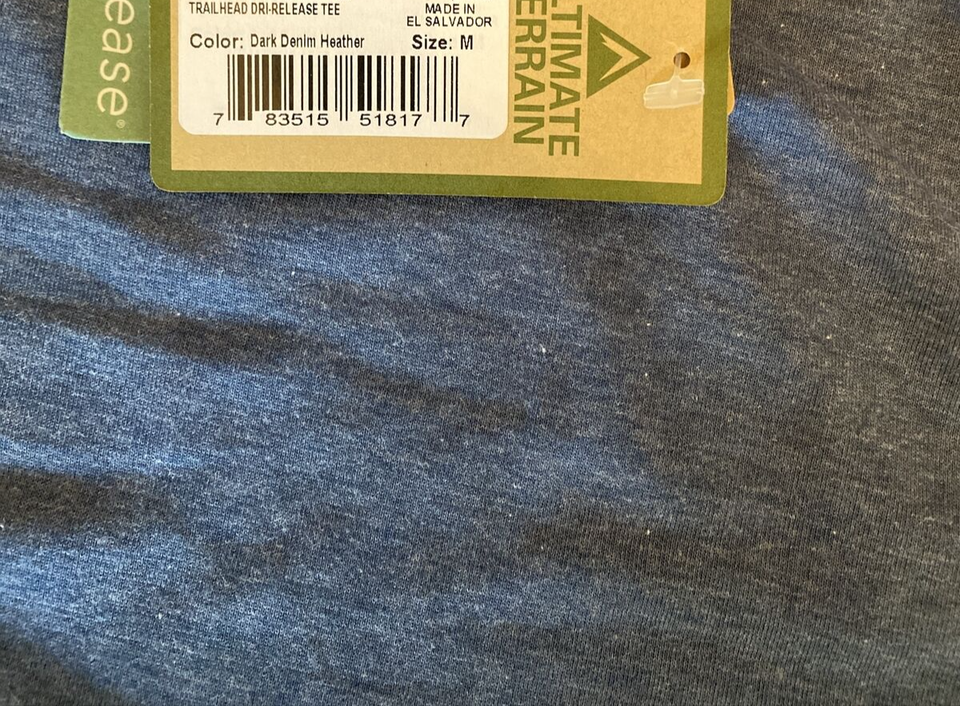 TRAILHEAD DRI-RELEASE TEE
MADE IN
EL SALVADOR
Color: Dark Denim Heather
Size: M
7 83515 51817 7